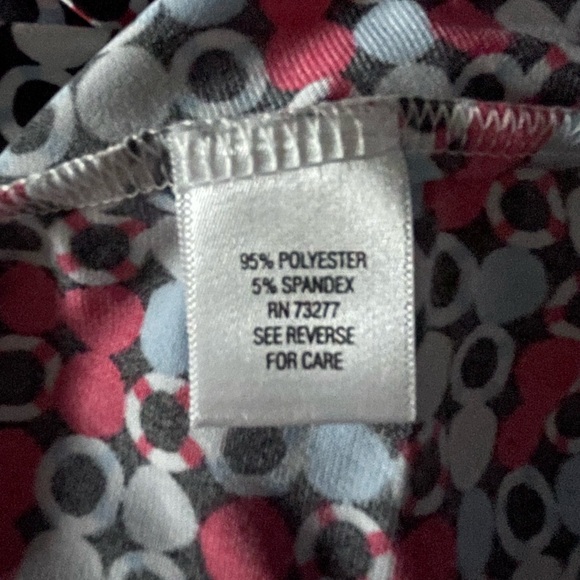 95% POLYESTER
5% SPANDEX
RN 73277
SEE REVERSE
FOR CARE